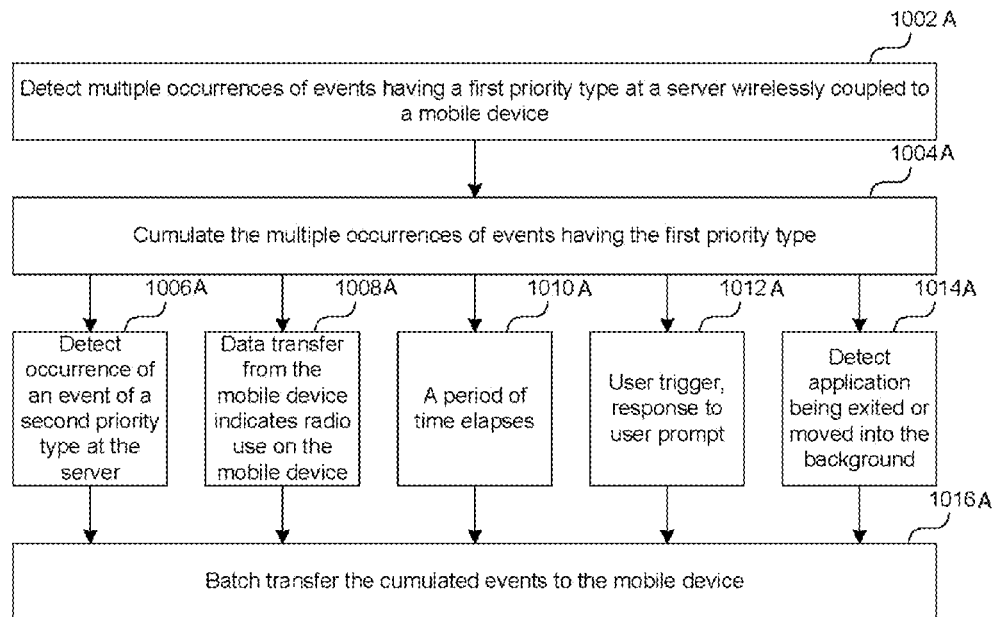 1002A
Detect multiple occurrences of events having a first priority type at a server wirelessly coupled to
a mobile device
1004A
Cumulate the multiple occurrences of events having the first priority type
1006A
1008A
1010A
1012A
1014A
Detect
occurrence of
an event of a
second priority
type at the
server
Data transfer
from the
mobile device
indicates radio
use on the
mobile device
A period of
time elapses
User trigger,
response to
user prompt
Detect
application
being exited or
moved into the
background
1016A
Batch transfer the cumulated events to the mobile device